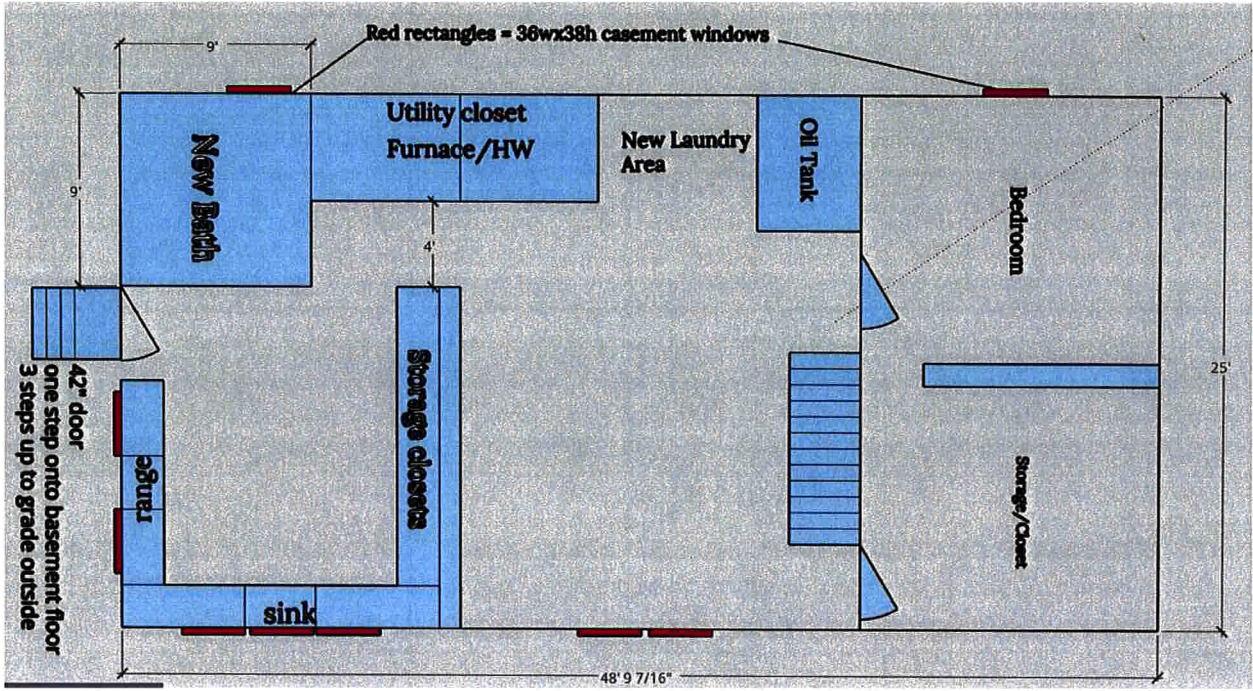 Red rectangles = 36wx38h casement windows
9'
Utility closet
Furnace/HW
New Laundry
Area
Oil Tank
New Bath
9'
4'
Bedroom
25'
42" door
one step onto basement floor
3 steps up to grade outside
range
Storage closets
sink
Storage/Closet
48' 9 7/16"